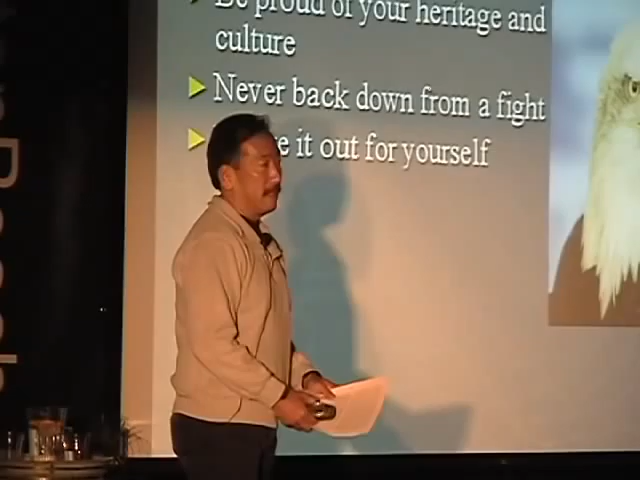 Be proud of your heritage and
culture
Never back down from a fight
it out for yourself